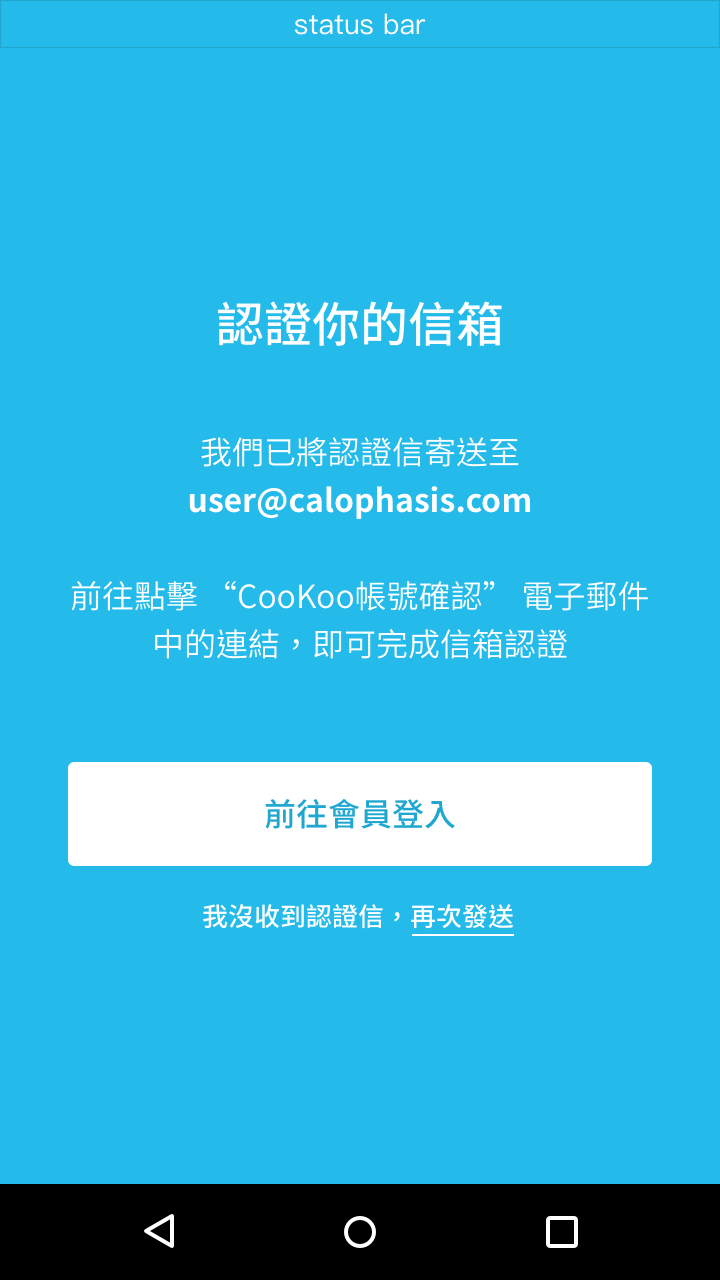 status bar
認證你的信箱
我們已將認證信寄送至
user@calophasis.com
前往點擊 “CooKoo帳號確認” 電子郵件
中的連結，即可完成信箱認證
前往會員登入
我沒收到認證信，再次發送